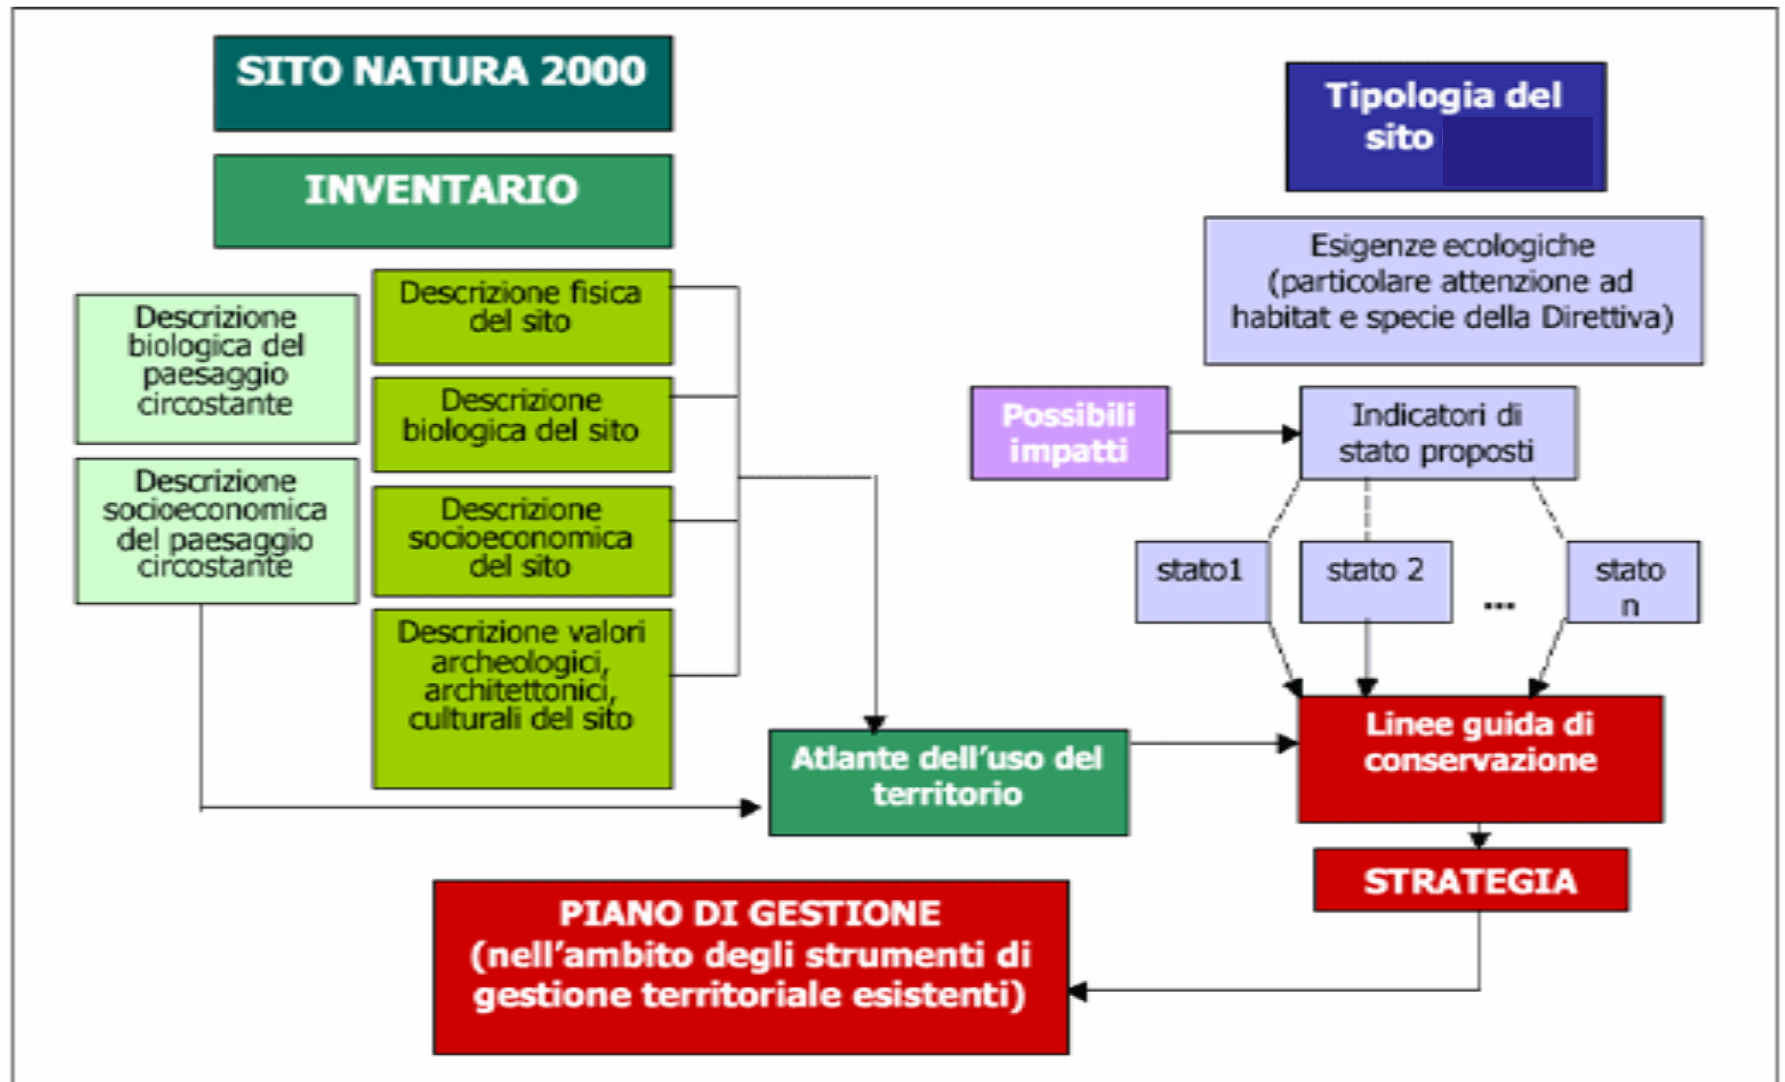 SITO NATURA 2000
INVENTARIO
Descrizione
biologica del
paesaggio
circostante
Descrizione
socioeconomica
del paesaggio
circostante
Descrizione fisica
del sito
Descrizione
biologica del sito
Descrizione
socioeconomica
del sito
Descrizione valori
archeologici,
architettonici,
culturali del sito
Atlante dell'uso del
territorio
Tipologia del
sito
Esigenze ecologiche
(particolare attenzione ad
habitat e specie della Direttiva)
Possibili
impatti
Indicatori di
stato proposti
stato1
stato 2
...
stato
n
Linee guida di
conservazione
STRATEGIA
PIANO DI GESTIONE
(nell'ambito degli strumenti di
gestione territoriale esistenti)